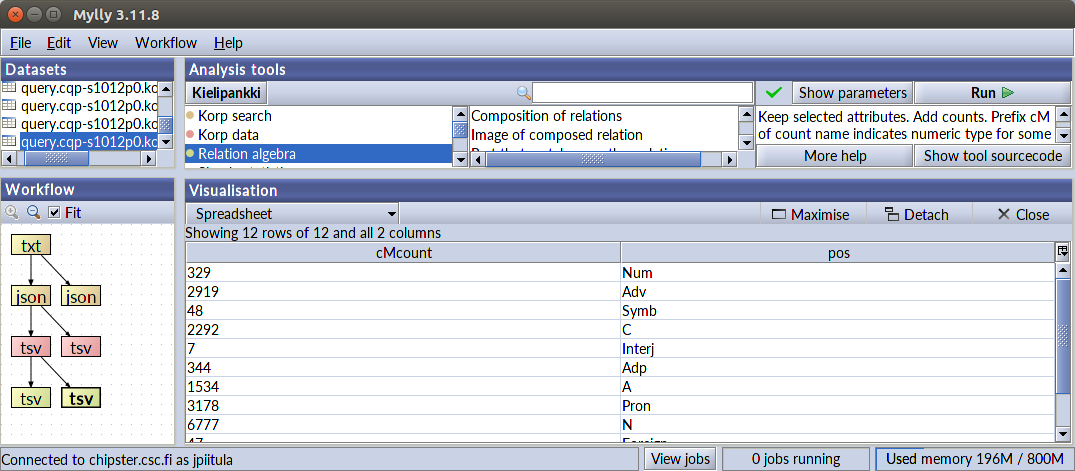 Mylly 3.11.8
File Edit View Workflow Help
Datasets
query.cqp-s1012p0.ko
query.cqp-s1012p0.ko
query.cqp-s1012p0.ko
query.cqp-s1012p0.ko
Analysis tools
Kielipankki
Korp search
Korp data
Relation algebra
Composition of relations
Image of composed relation
Show parameters Run
Keep selected attributes. Add counts. Prefix cM
of count name indicates numeric type for some
More help Show tool sourcecode
Workflow
Fit
txt
json json
tsv tsv
tsv tsv
Visualisation
Spreadsheet Maximise Detach Close
Showing 12 rows of 12 and all 2 columns
cMcount pos
329 Num
2919 Adv
48 Symb
2292 C
7 Interj
344 Adp
1534 A
3178 Pron
6777 N
47 Foreign
Connected to chipster.csc.fi as jpiitula View jobs 0 jobs running Used memory 196M / 800M